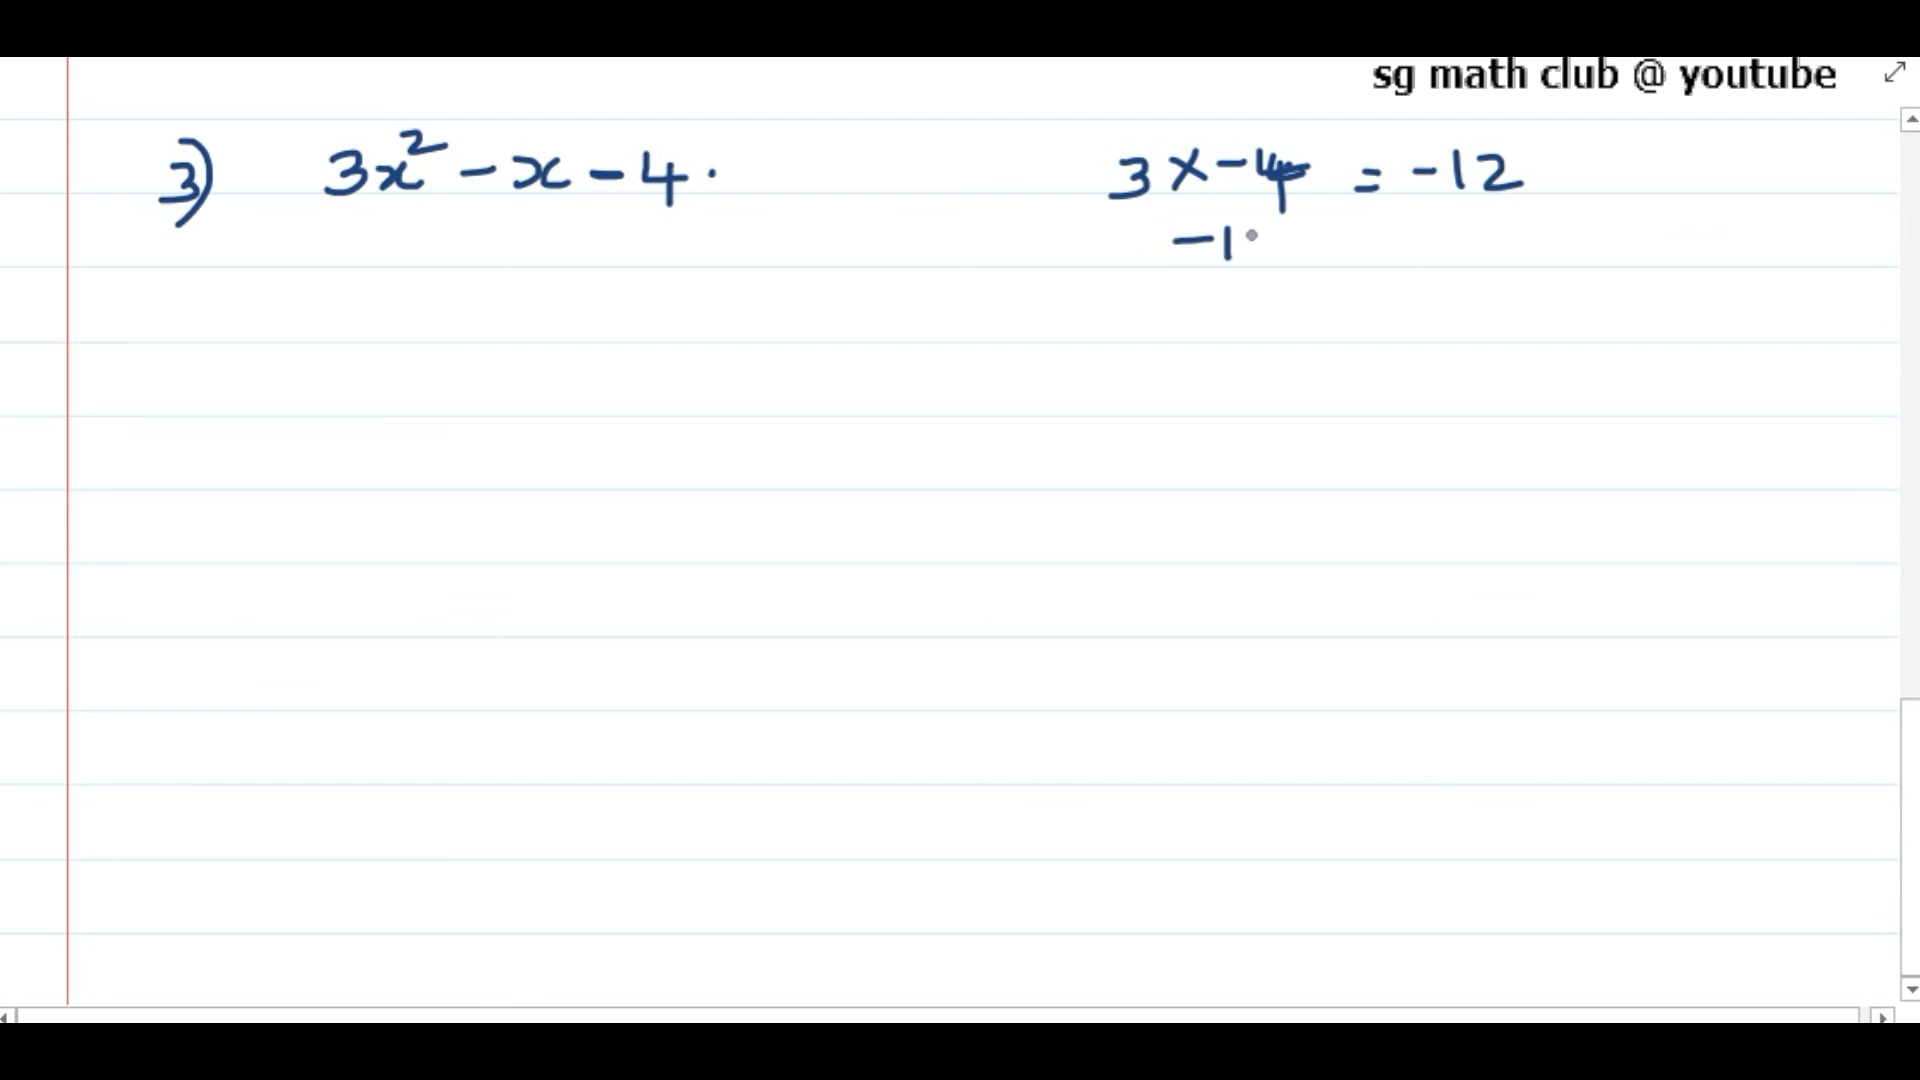 sg math club @ youtube
3) 3x² - x - 4. 3 x -4 = -12
-1